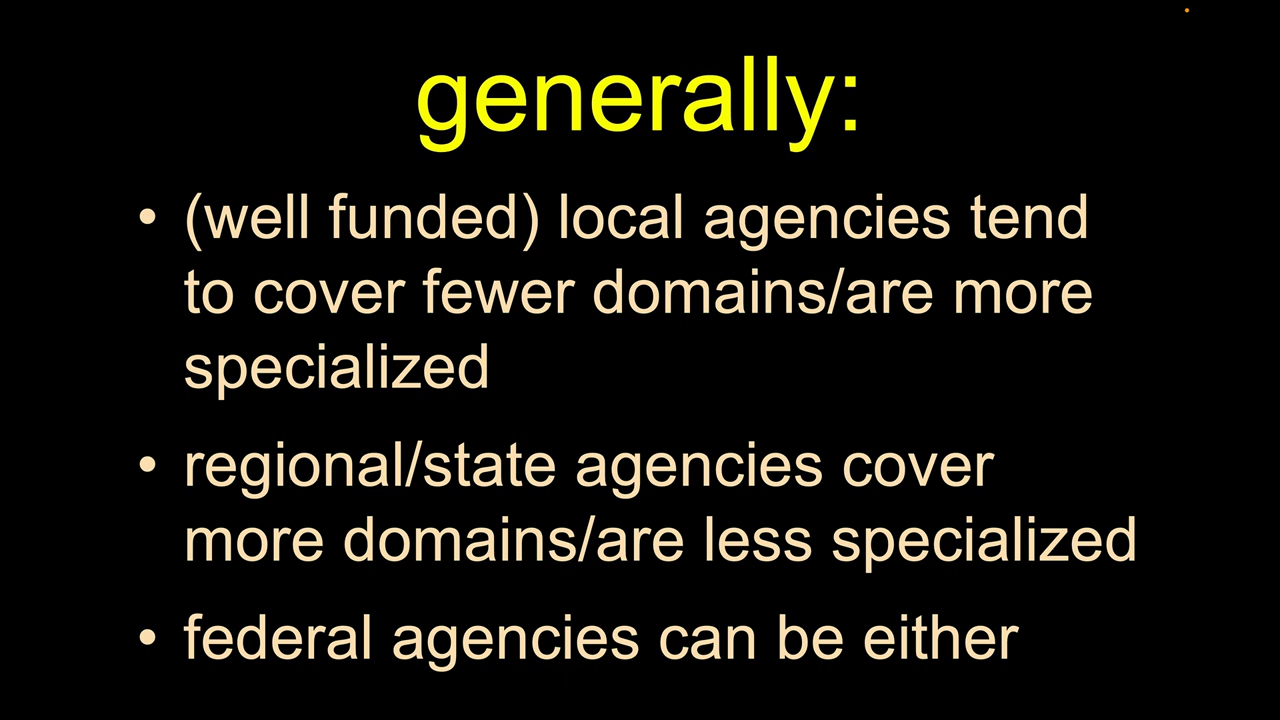 generally:
• (well funded) local agencies tend
to cover fewer domains/are more
specialized
• regional/state agencies cover
more domains/are less specialized
• federal agencies can be either